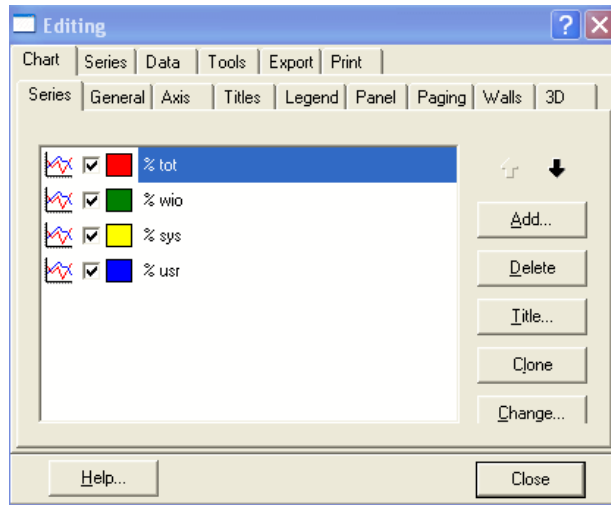 Editing
Chart Series Data Tools Export Print
Series General Axis Titles Legend Panel Paging Walls 3D
% tot
% wio
% sys
% usr
Add...
Delete
Title...
Clone
Change...
Help... Close